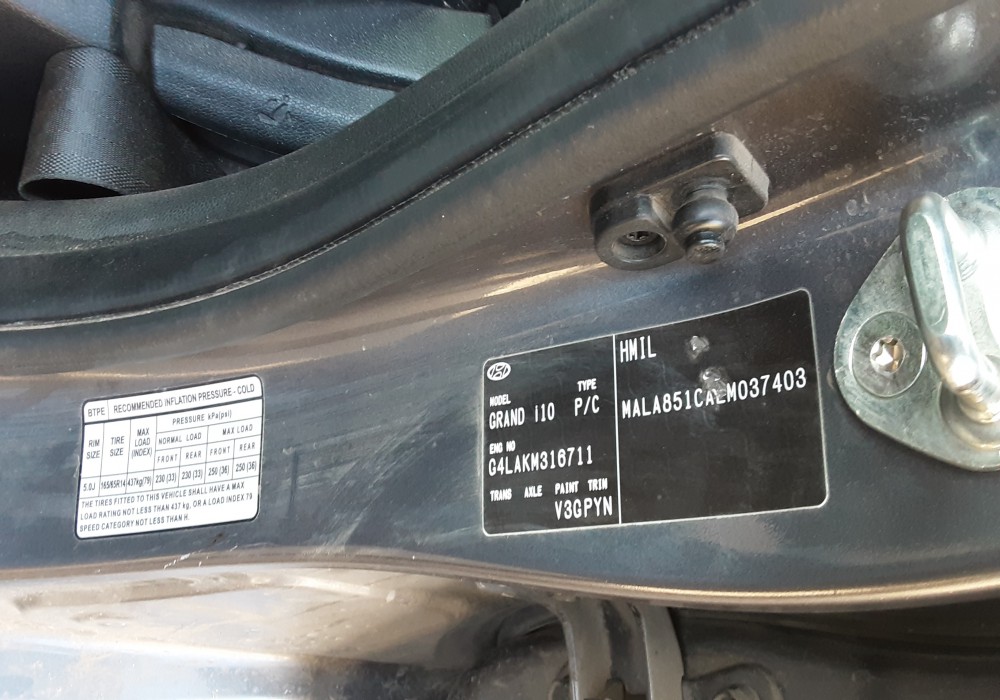 BTPE RECOMMENDED INFLATION PRESSURE - COLD
RIM SIZE TIRE SIZE MAX LOAD (INDEX) PRESSURE kPa(psi)
NORMAL LOAD MAX LOAD
FRONT REAR FRONT REAR
5.0J 165/65R14 437kg(79) 230 (33) 230 (33) 250 (36) 250 (36)
THE TIRES FITTED TO THIS VEHICLE SHALL HAVE A MAX
LOAD RATING NOT LESS THAN 437 kg, OR A LOAD INDEX 79
SPEED CATEGORY NOT LESS THAN H.
MODEL TYPE
GRAND i10 P/C
ENG NO
G4LAKM316711
TRANS AXLE PAINT TRIM
V3GPYN
HMIL